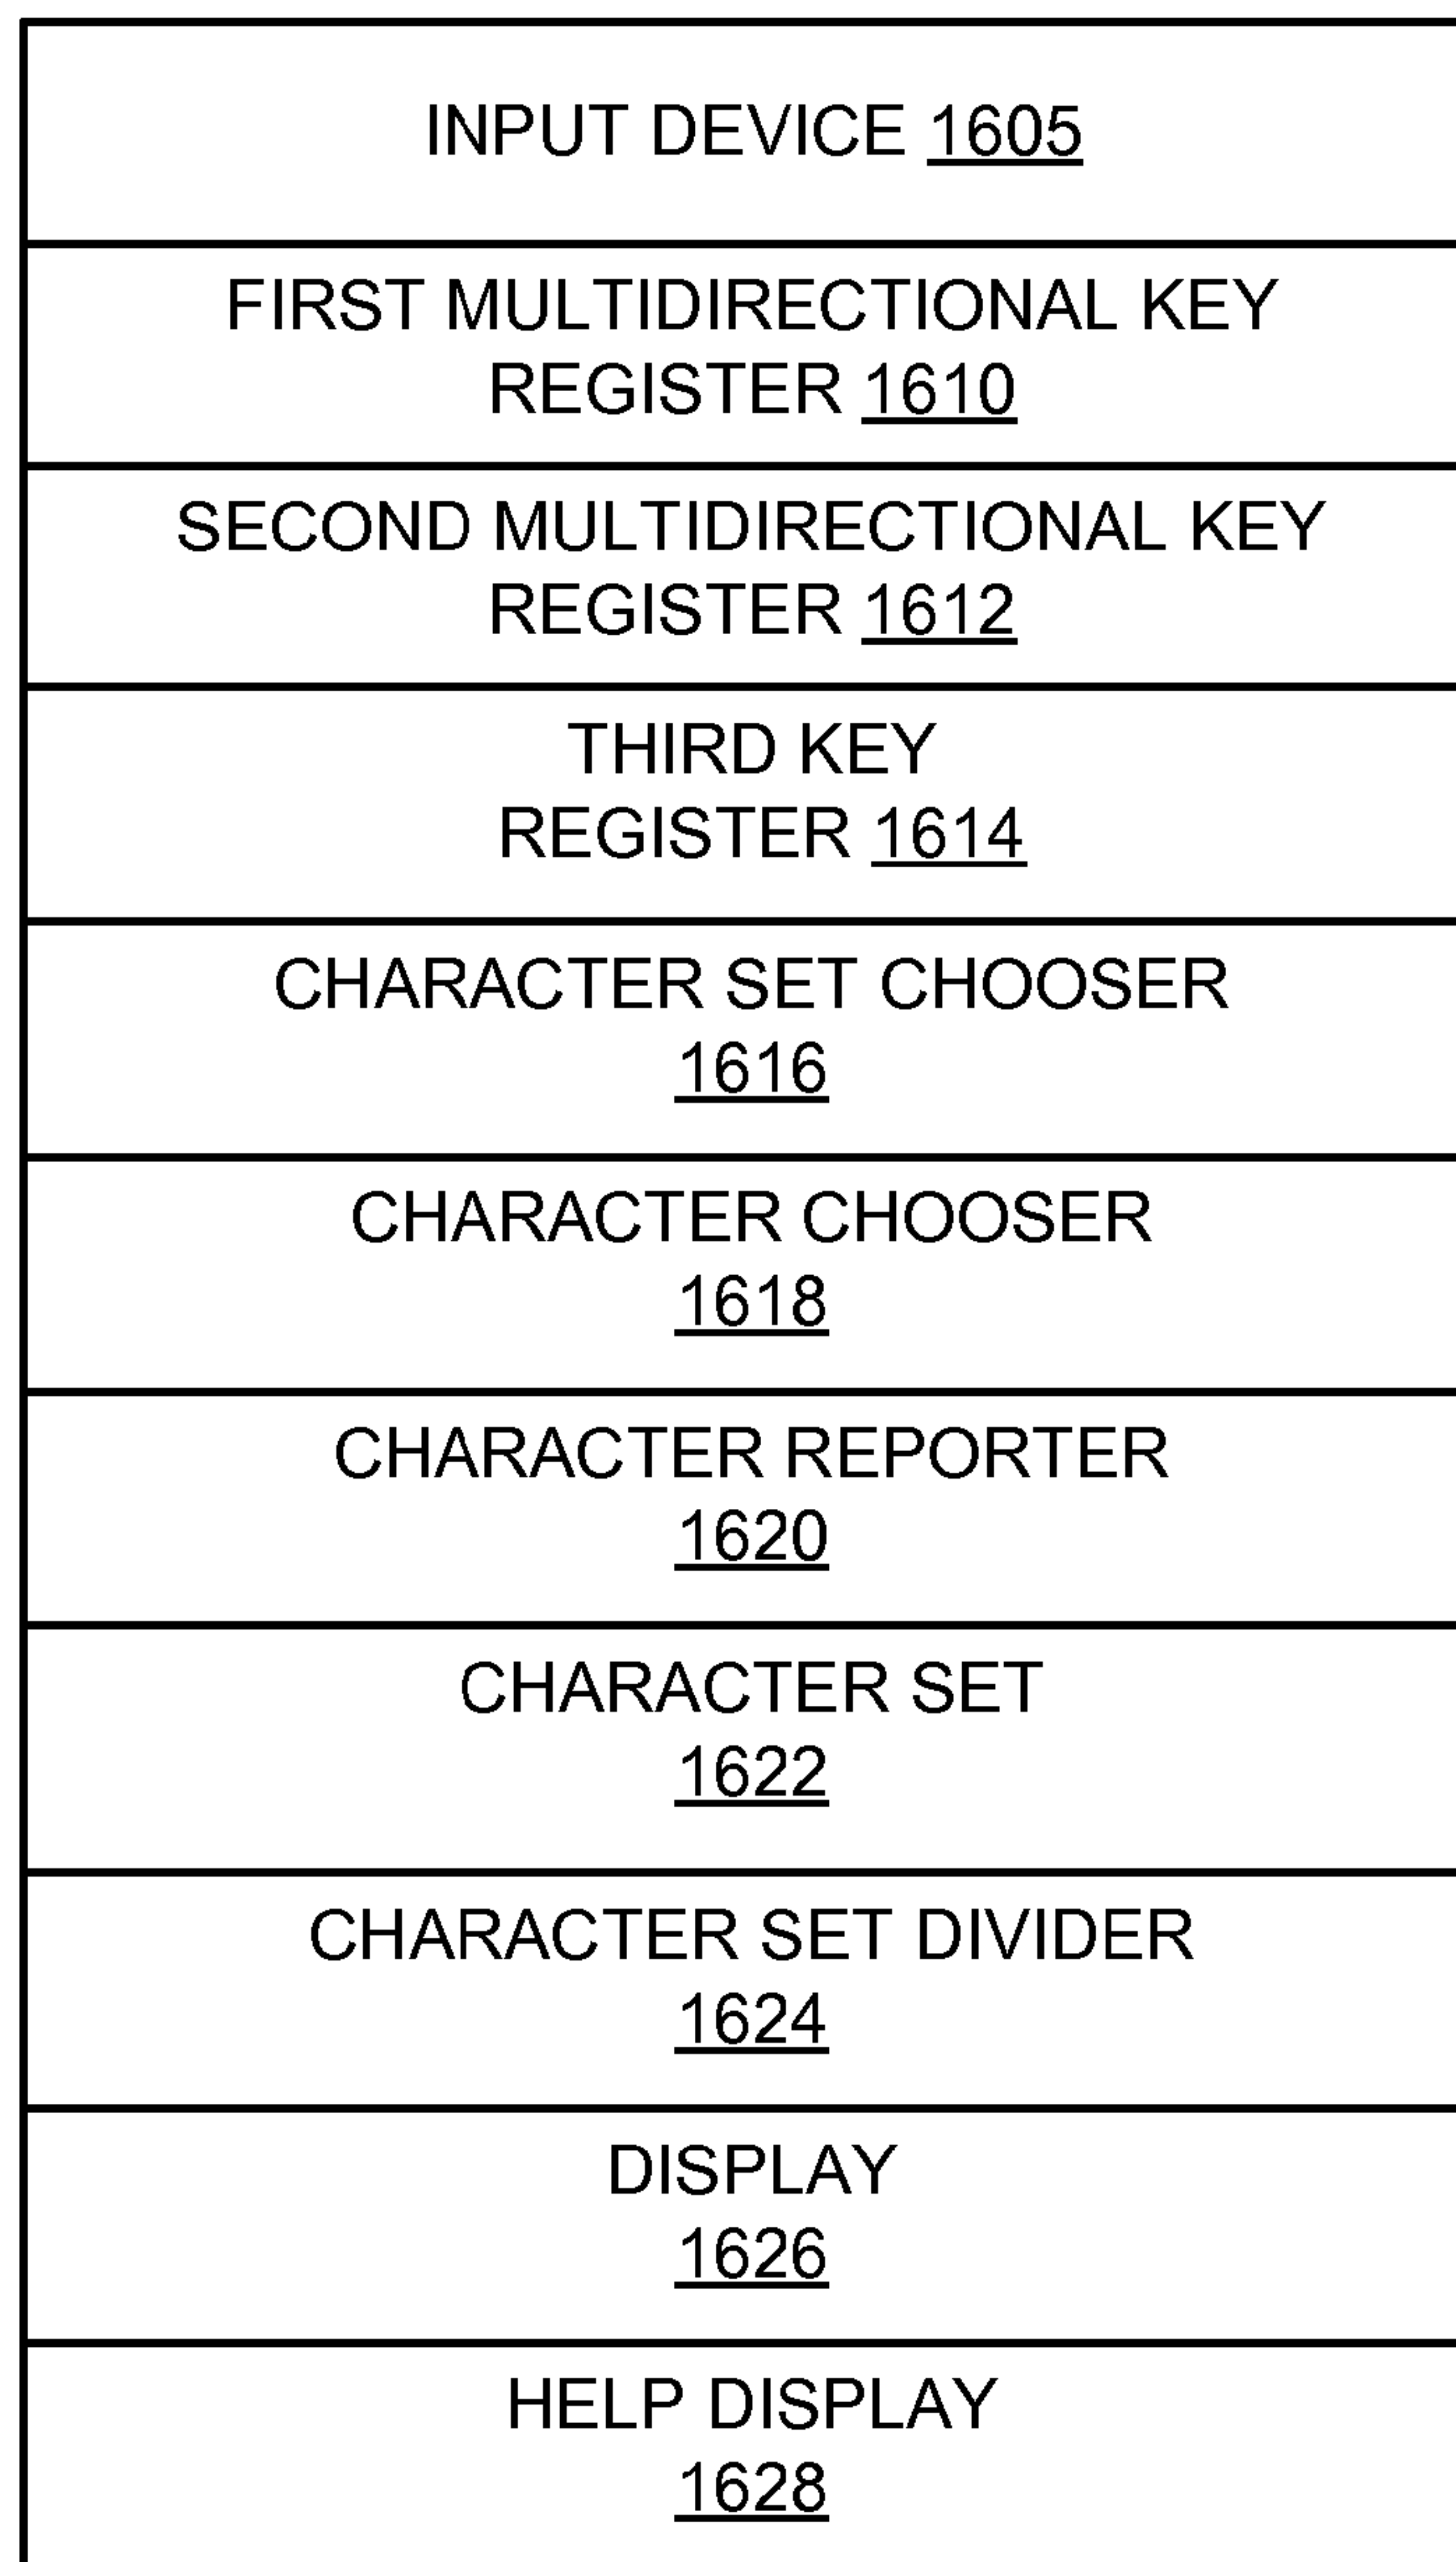 INPUT DEVICE 1605
FIRST MULTIDIRECTIONAL KEY
REGISTER 1610
SECOND MULTIDIRECTIONAL KEY
REGISTER 1612
THIRD KEY
REGISTER 1614
CHARACTER SET CHOOSER
1616
CHARACTER CHOOSER
1618
CHARACTER REPORTER
1620
CHARACTER SET
1622
CHARACTER SET DIVIDER
1624
DISPLAY
1626
HELP DISPLAY
1628